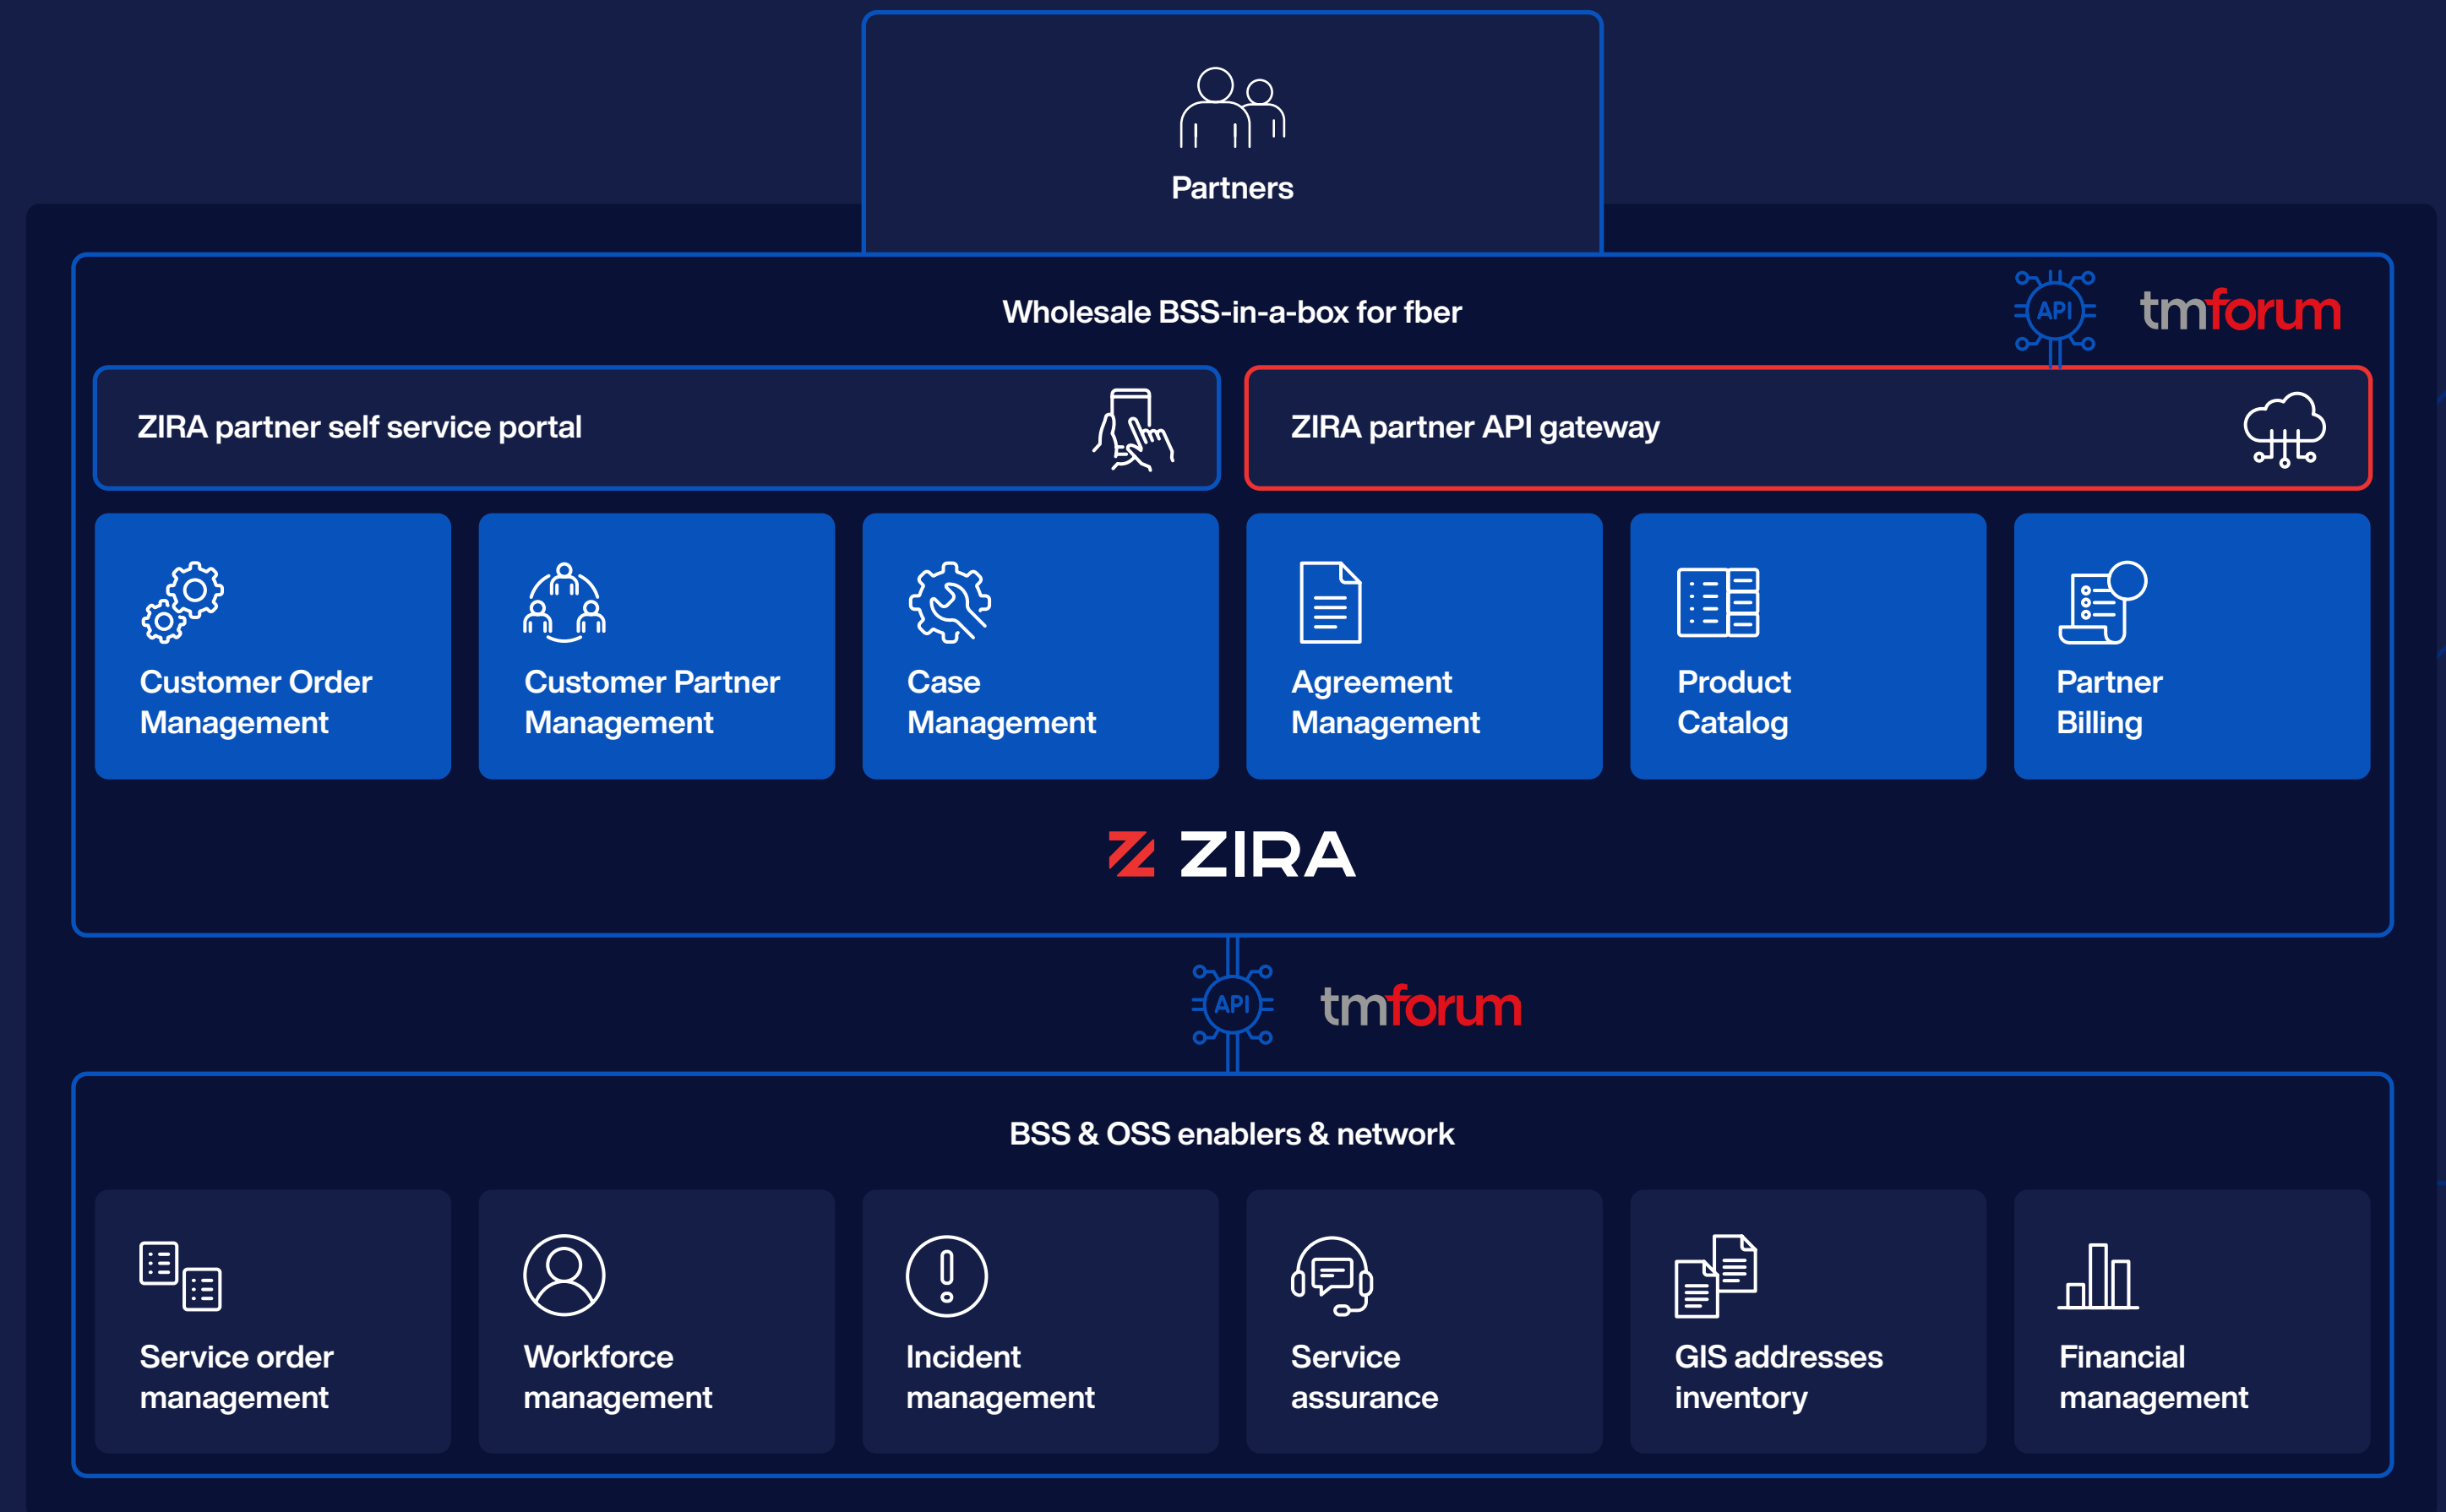 Partners
Wholesale BSS-in-a-box for fber
API
tmforum
ZIRA partner self service portal
ZIRA partner API gateway
Customer Order
Management
Customer Partner
Management
Case
Management
Agreement
Management
Product
Catalog
Partner
Billing
ZIRA
API
tmforum
BSS & OSS enablers & network
Service order
management
Workforce
management
Incident
management
Service
assurance
GIS addresses
inventory
Financial
management